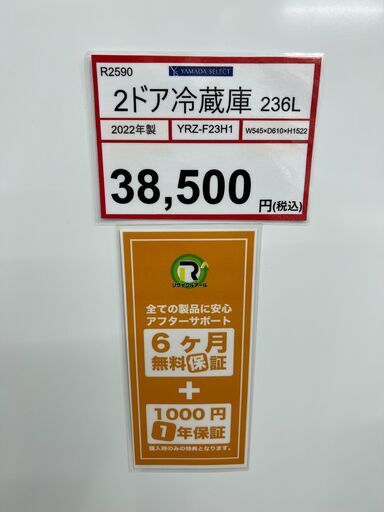 R2590
YAMADA SELECT
2ドア冷蔵庫 236L
2022年製 YRZ-F23H1 W545×D610×H1522
38,500円(税込)
R
リサイクルアール
全ての製品に安心
アフターサポート
6ヶ月
無料保証
+
1000円
1年保証
購入時のみの特典となります。